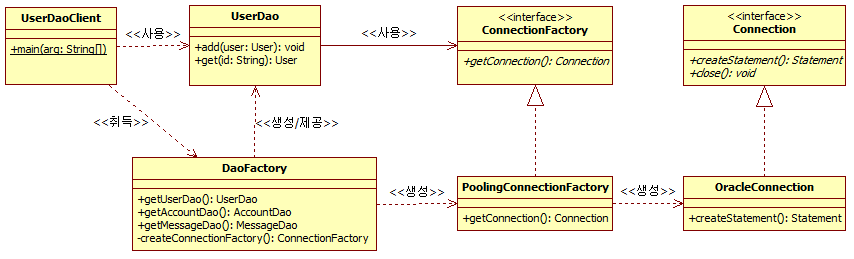 UserDaoClient
+main(arg: String[])
<<사용>>
UserDao
+add(user: User): void
+get(id: String): User
<<사용>>
<<interface>>
ConnectionFactory
+getConnection(): Connection
<<interface>>
Connection
+createStatement(): Statement
+close(): void
<<취득>>
<<생성/제공>>
DaoFactory
+getUserDao(): UserDao
+getAccountDao(): AccountDao
+getMessageDao(): MessageDao
-createConnectionFactory(): ConnectionFactory
<<생성>>
PoolingConnectionFactory
+getConnection(): Connection
<<생성>>
OracleConnection
+createStatement(): Statement